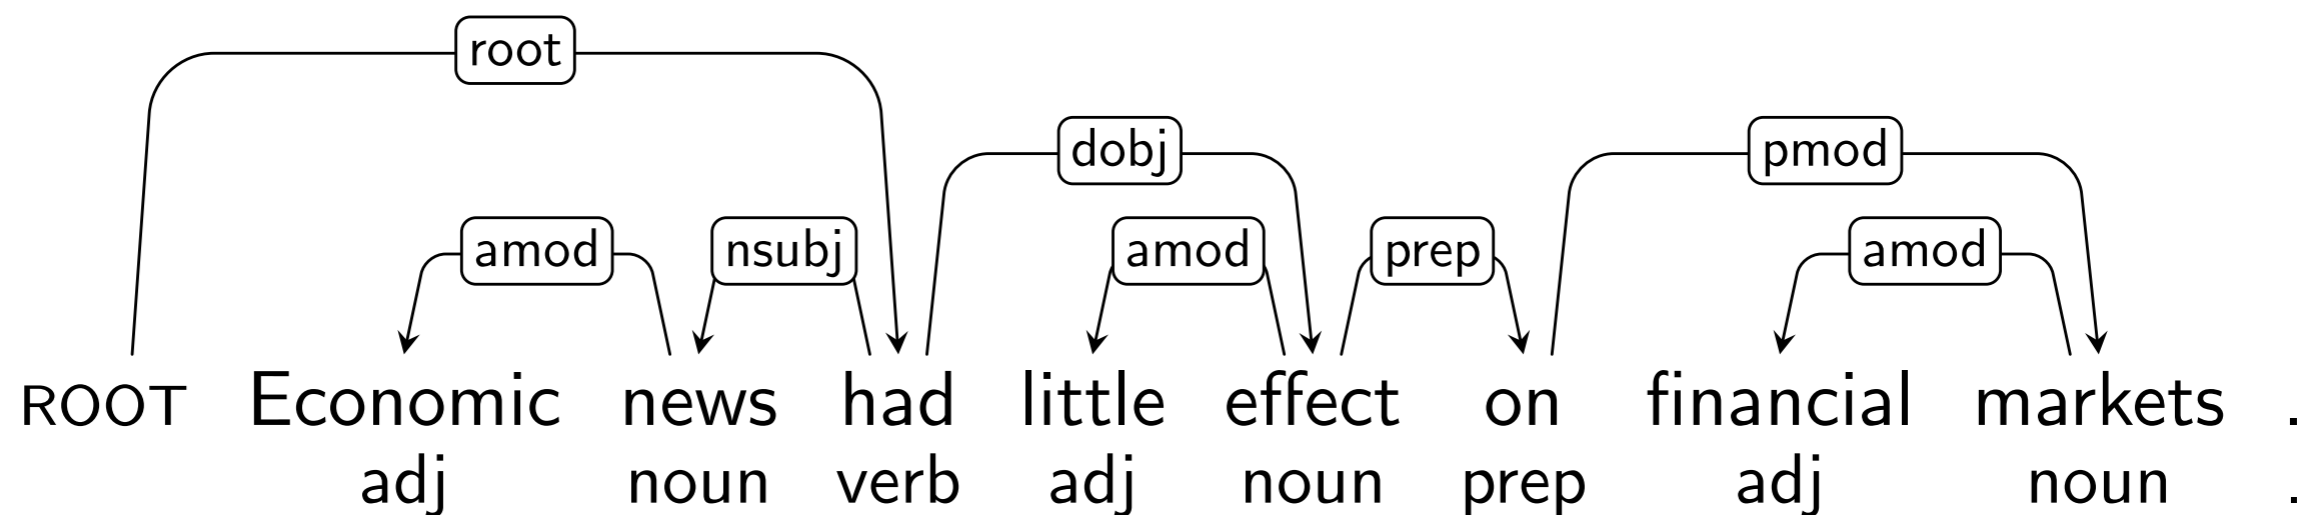 root
dobj pmod
amod nsubj amod prep amod
ROOT Economic news had little effect on financial markets .
adj noun verb adj noun prep adj noun .